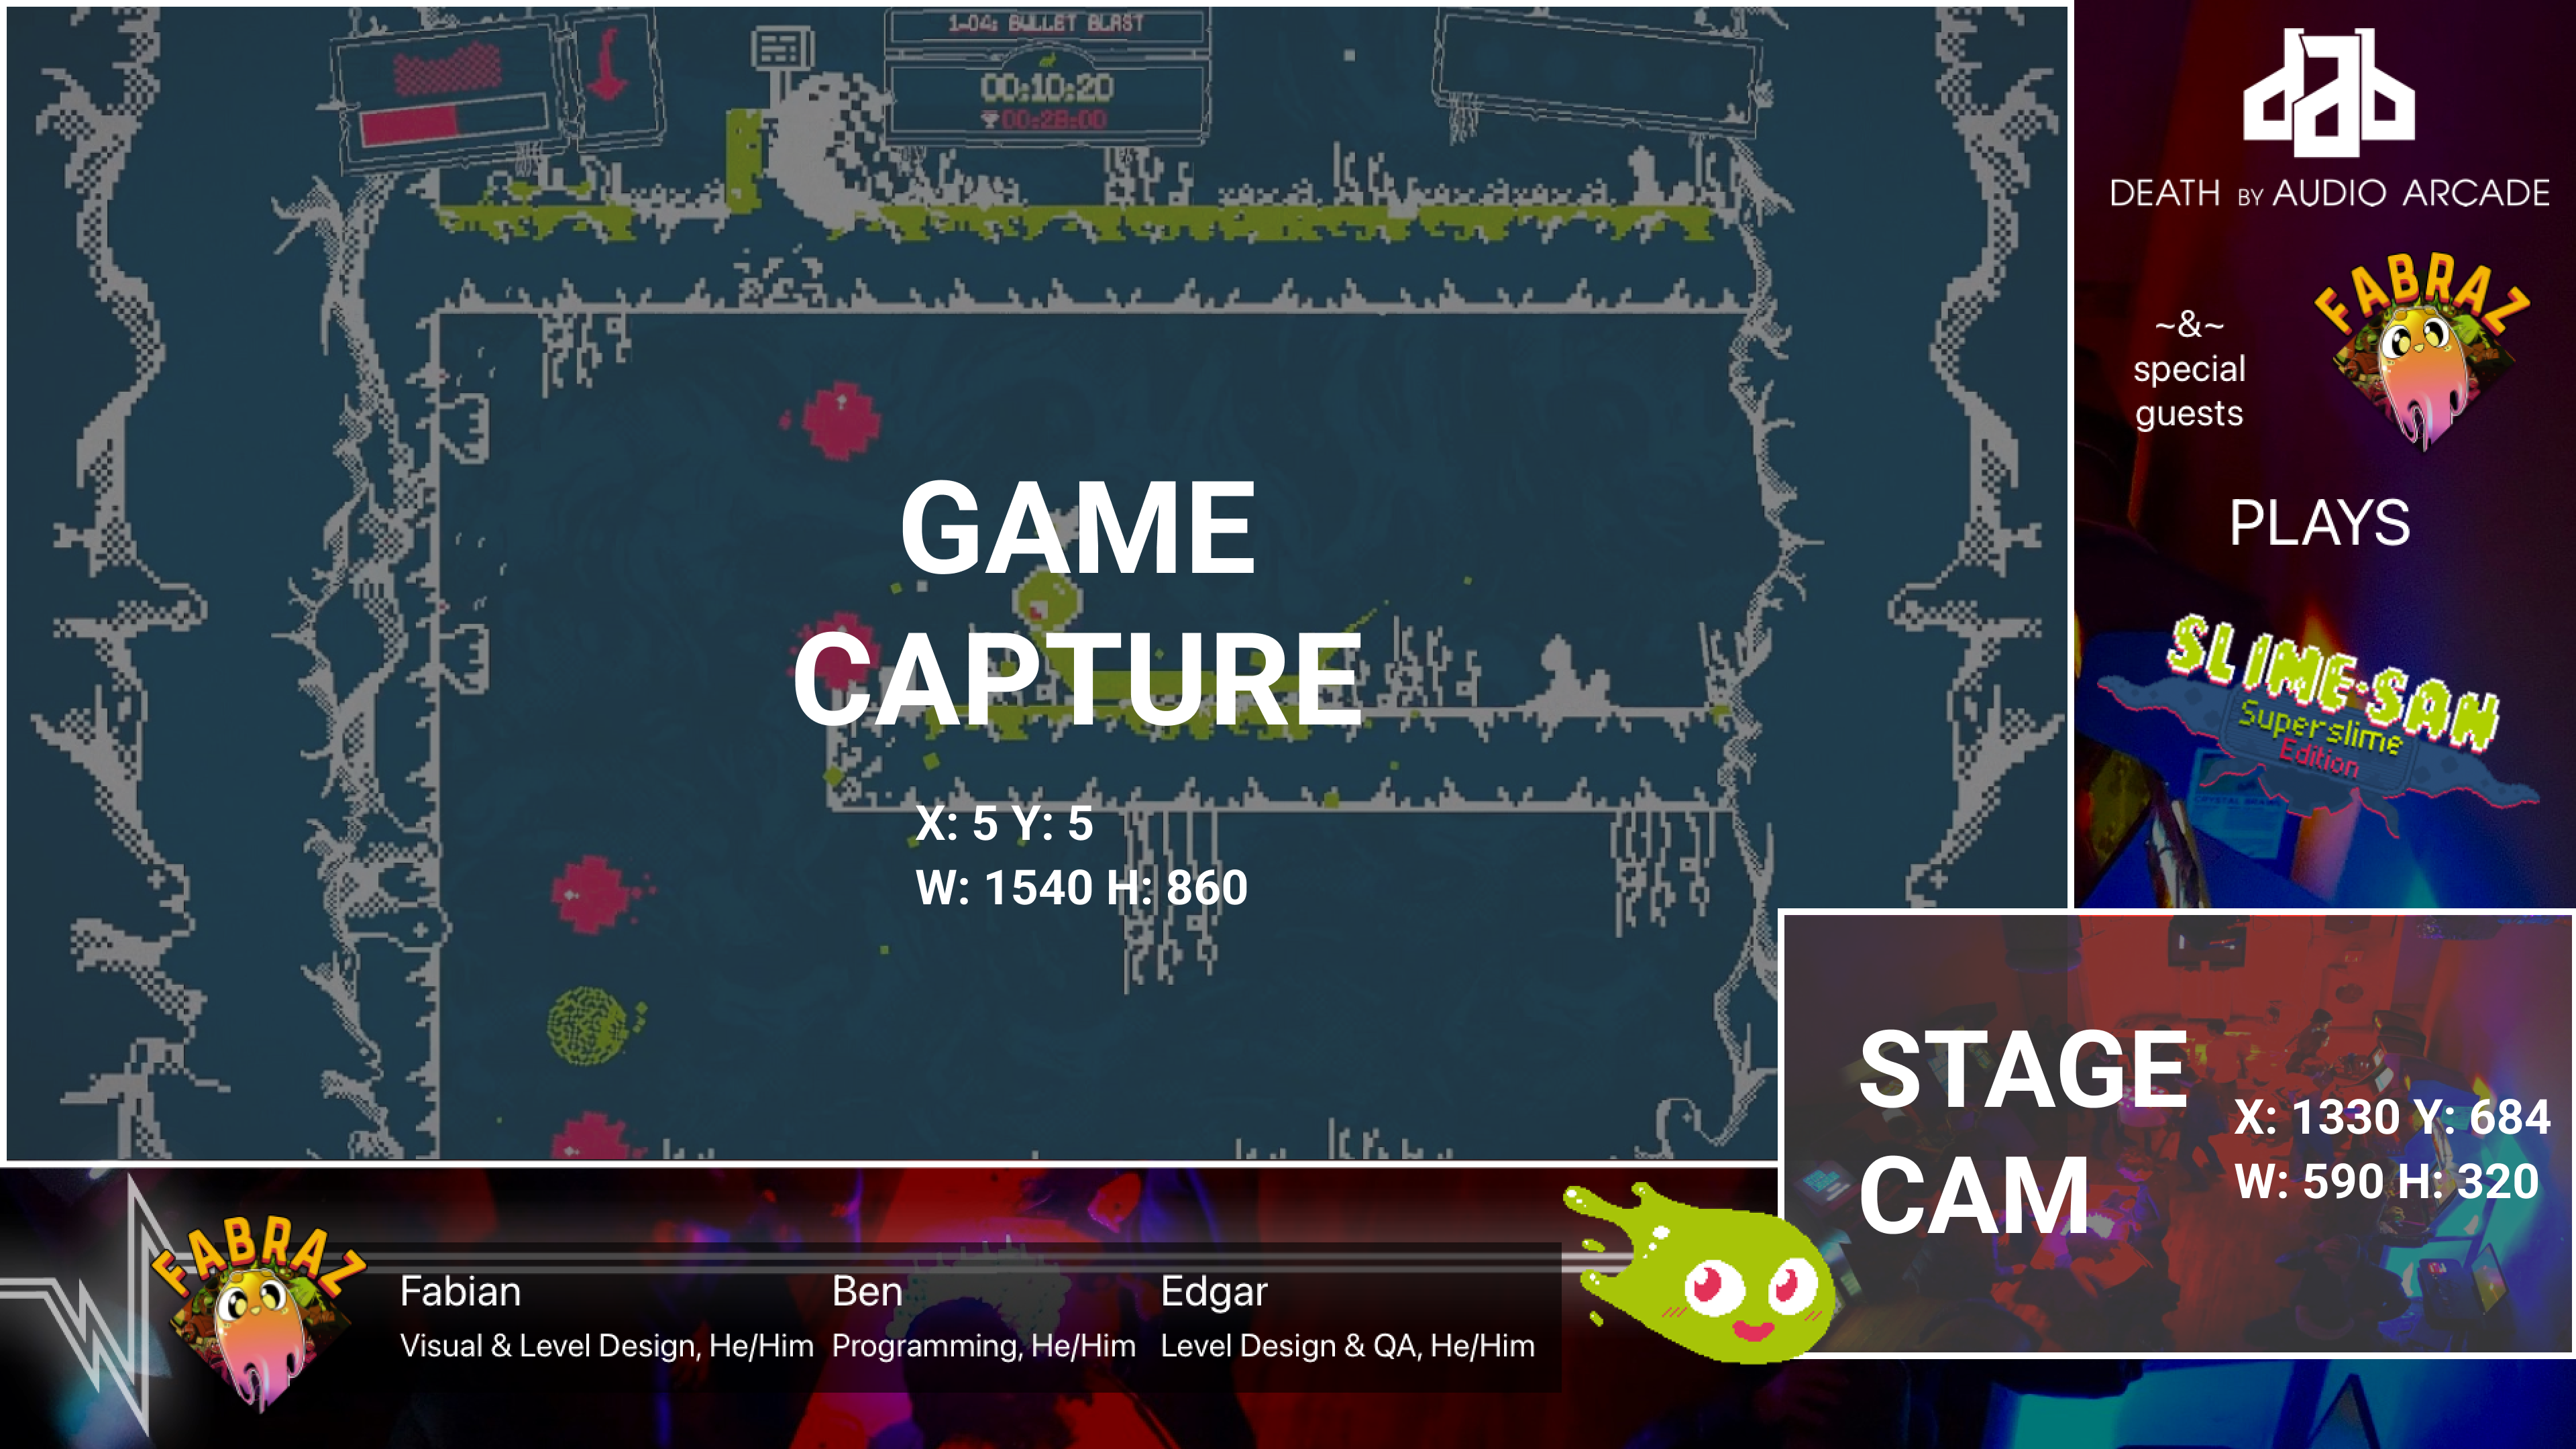 1-04: BULLET BLAST
00:10:20
00:28:00
GAME
CAPTURE
X: 5 Y: 5
W: 1540 H: 860
dab
DEATH BY AUDIO ARCADE
~&~
special
guests
FABRAZ
PLAYS
SLIME-SAN
Superslime
Edition
STAGE
CAM
X: 1330 Y: 684
W: 590 H: 320
FABRAZ
Fabian
Visual & Level Design, He/Him
Ben
Programming, He/Him
Edgar
Level Design & QA, He/Him